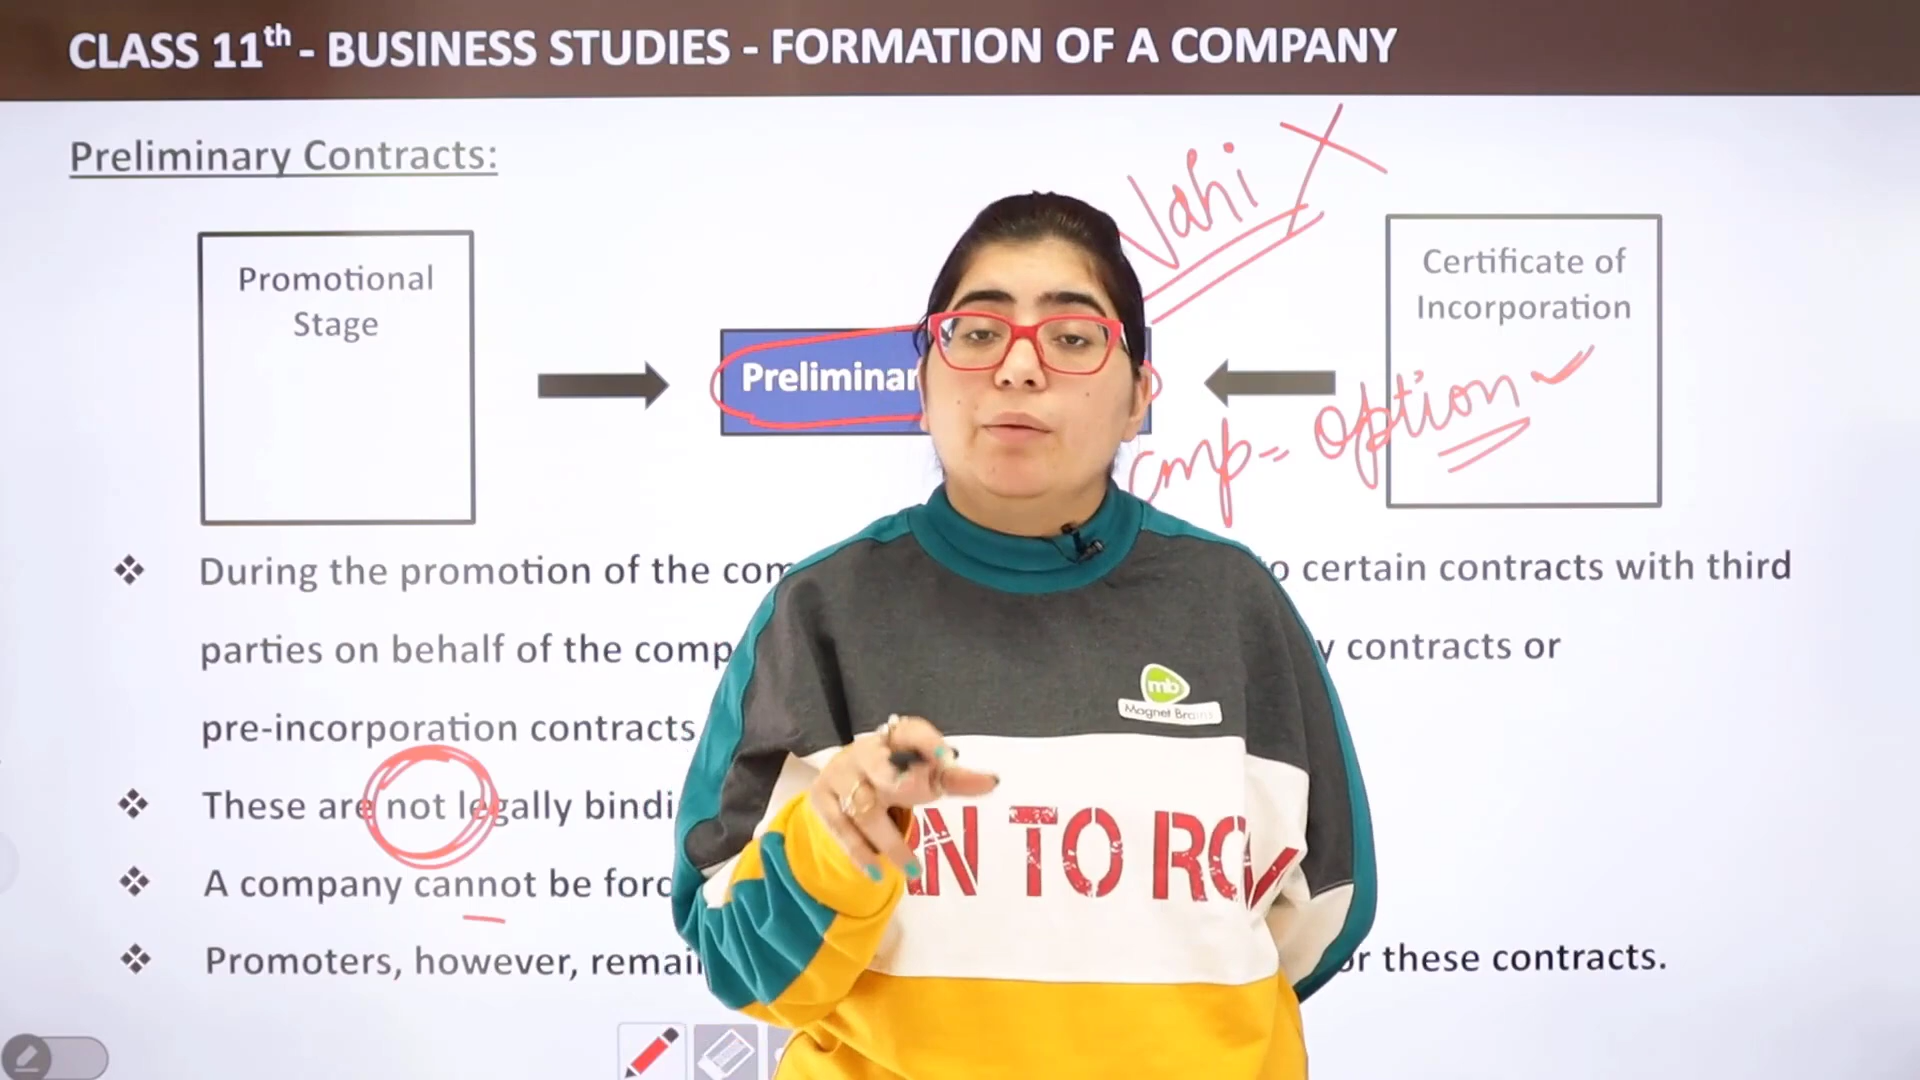 CLASS 11th - BUSINESS STUDIES - FORMATION OF A COMPANY
Preliminary Contracts:
Nahi X
Promotional
Stage
Certificate of
Incorporation
Preliminar
cmp = option
During the promotion of the com certain contracts with third
parties on behalf of the comp y contracts or
pre-incorporation contracts
These are not legally bindi
A company cannot be forc
Promoters, however, remai or these contracts.
mb
Magnet Brains
RN TO RO